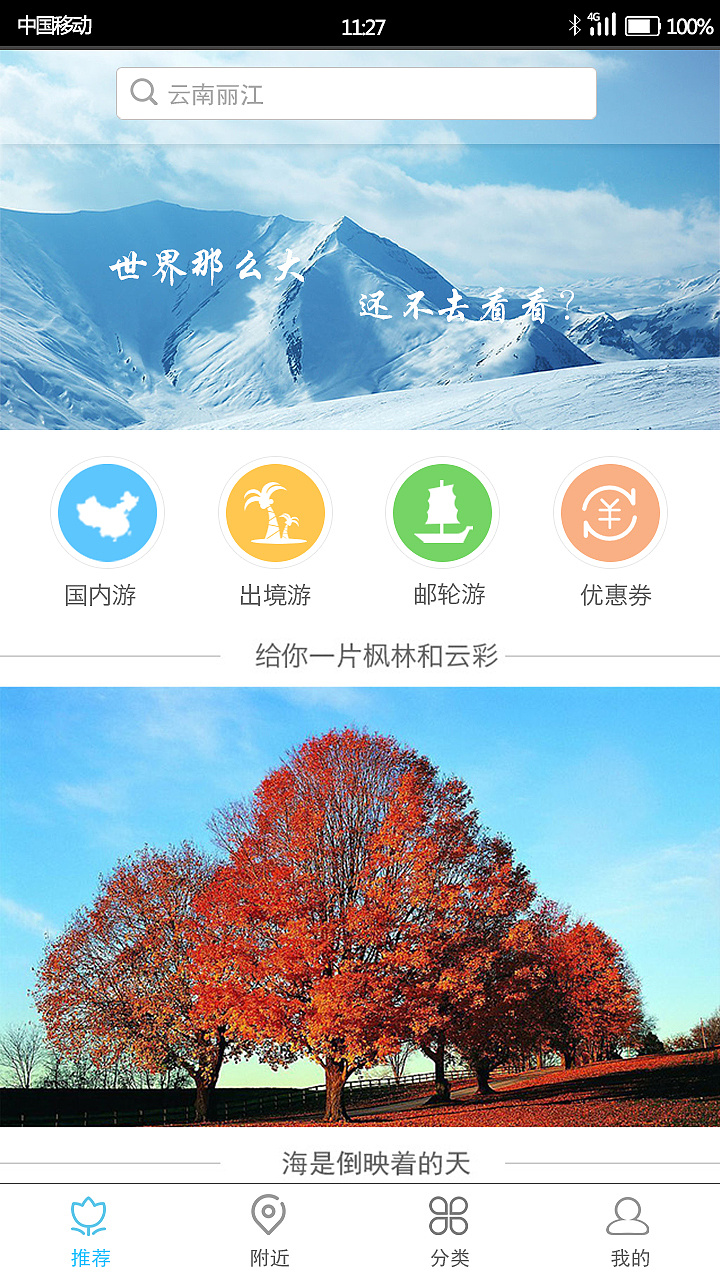 中国移动 11:27 4G 100%
云南丽江
世界那么大
还不去看看？
国内游 出境游 邮轮游 优惠券
给你一片枫林和云彩
海是倒映着的天
推荐 附近 分类 我的